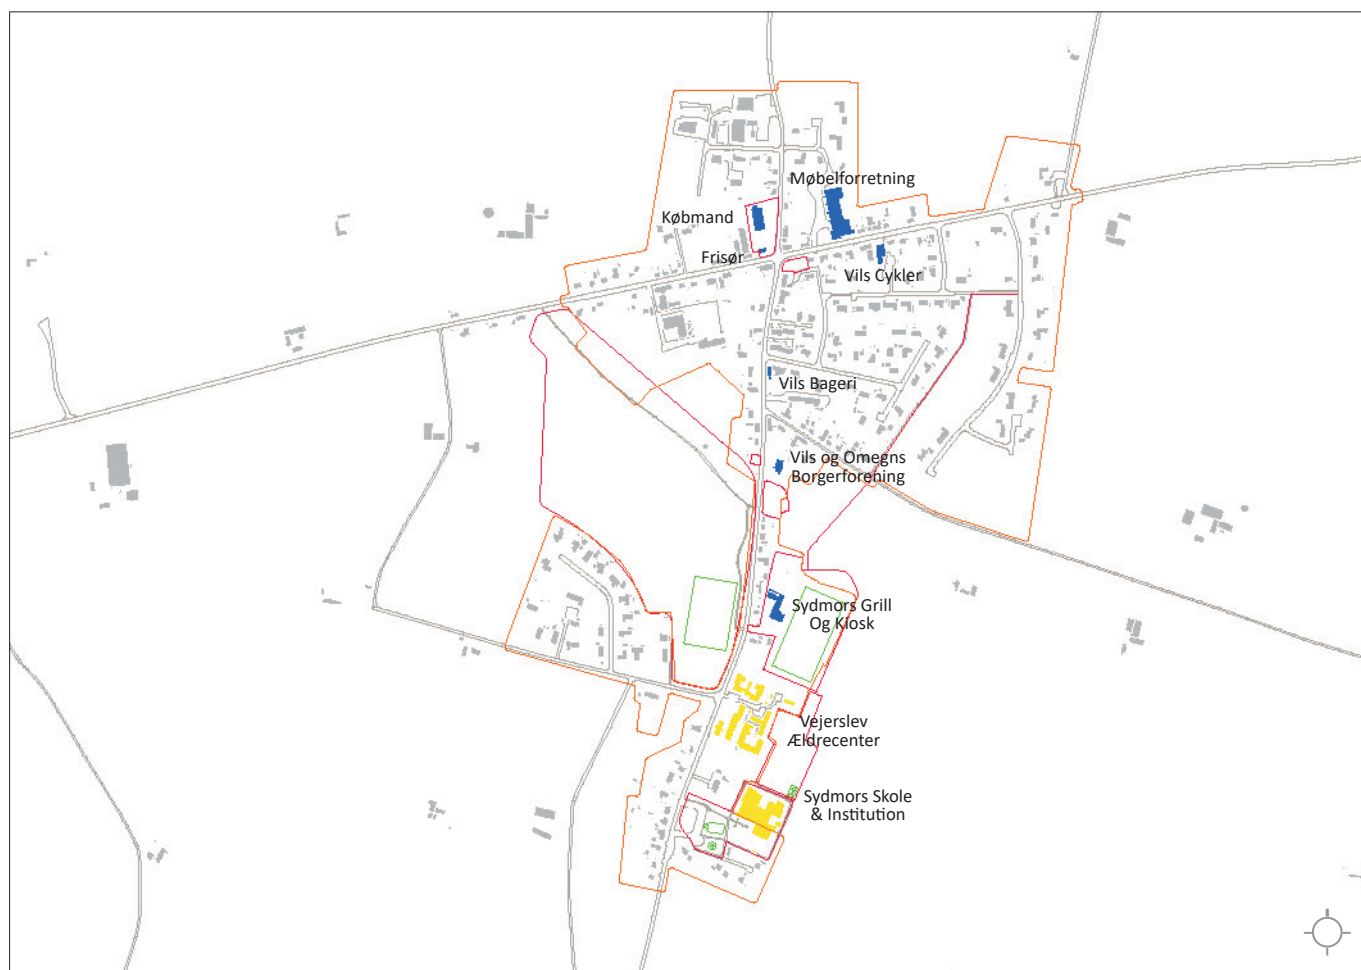 Møbelforretning
Købmand
Frisør
Vils Cykler
Vils Bageri
Vils og Omegns
Borgerforening
Sydmors Grill
Og Kiosk
Vejerslev
Ældrecenter
Sydmors Skole
& Institution